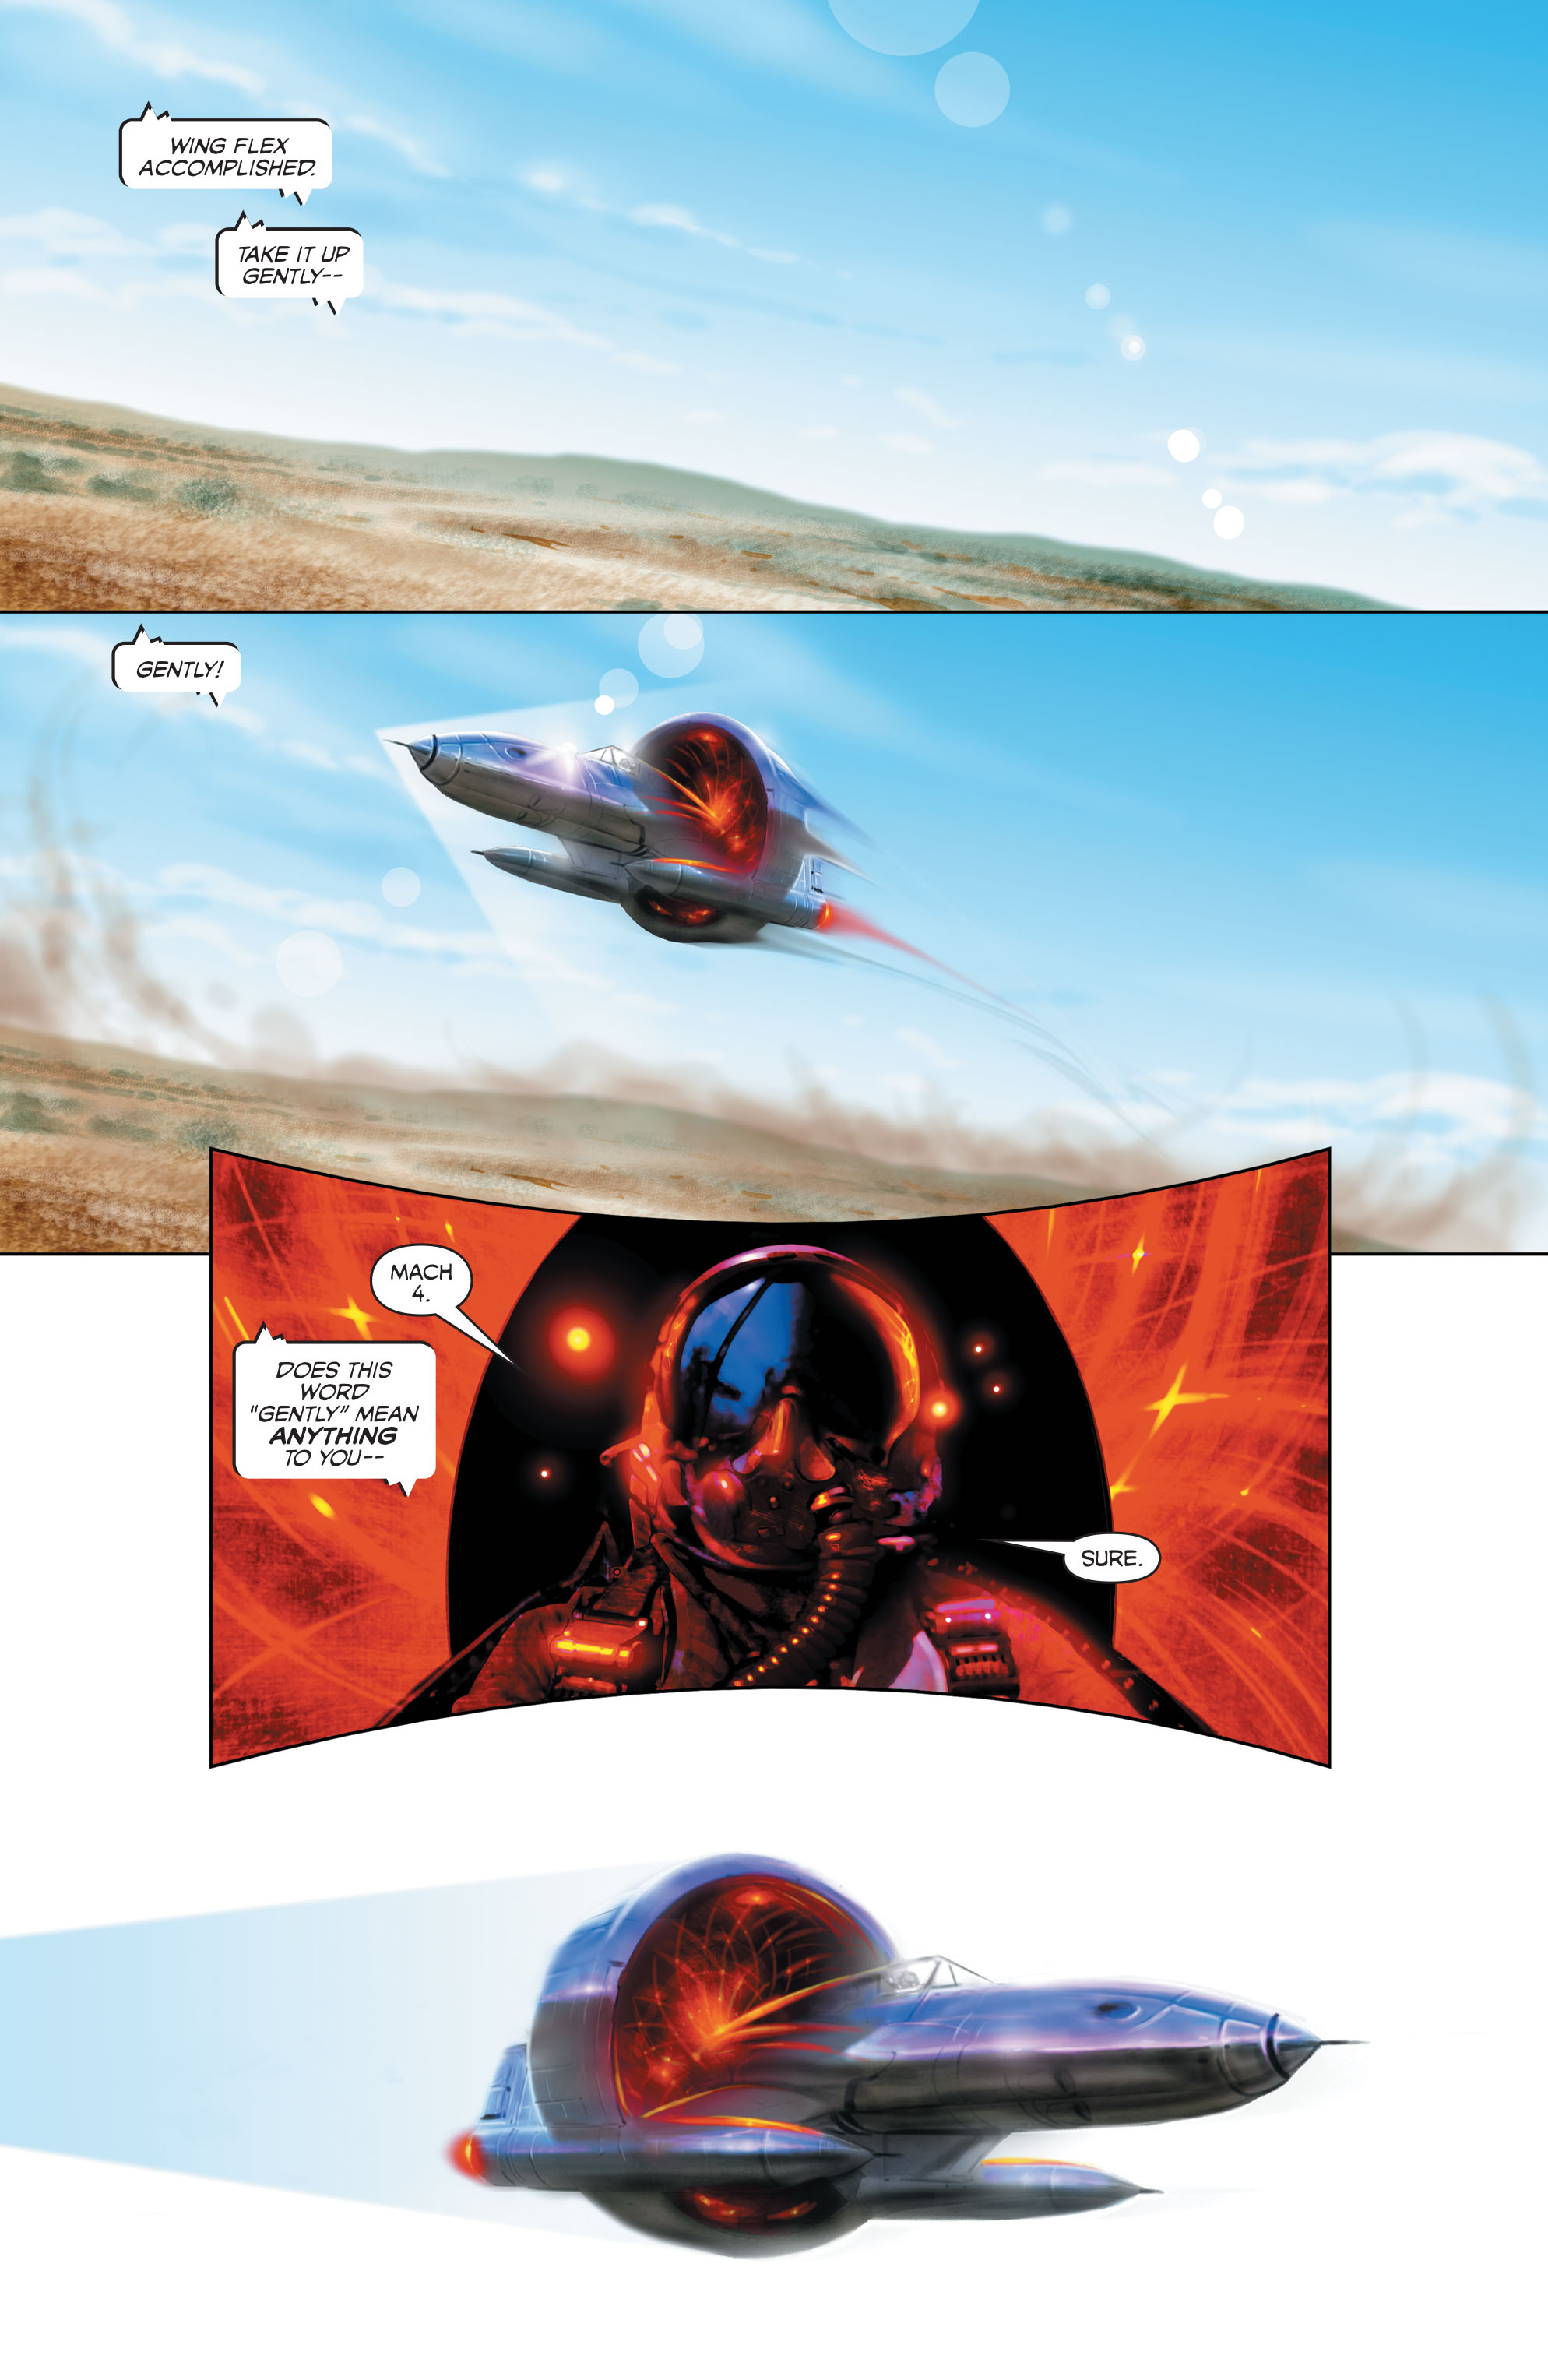 WING FLEX
ACCOMPLISHED.
TAKE IT UP
GENTLY--
GENTLY!
MACH
4.
DOES THIS
WORD
"GENTLY" MEAN
ANYTHING
TO YOU--
SURE.